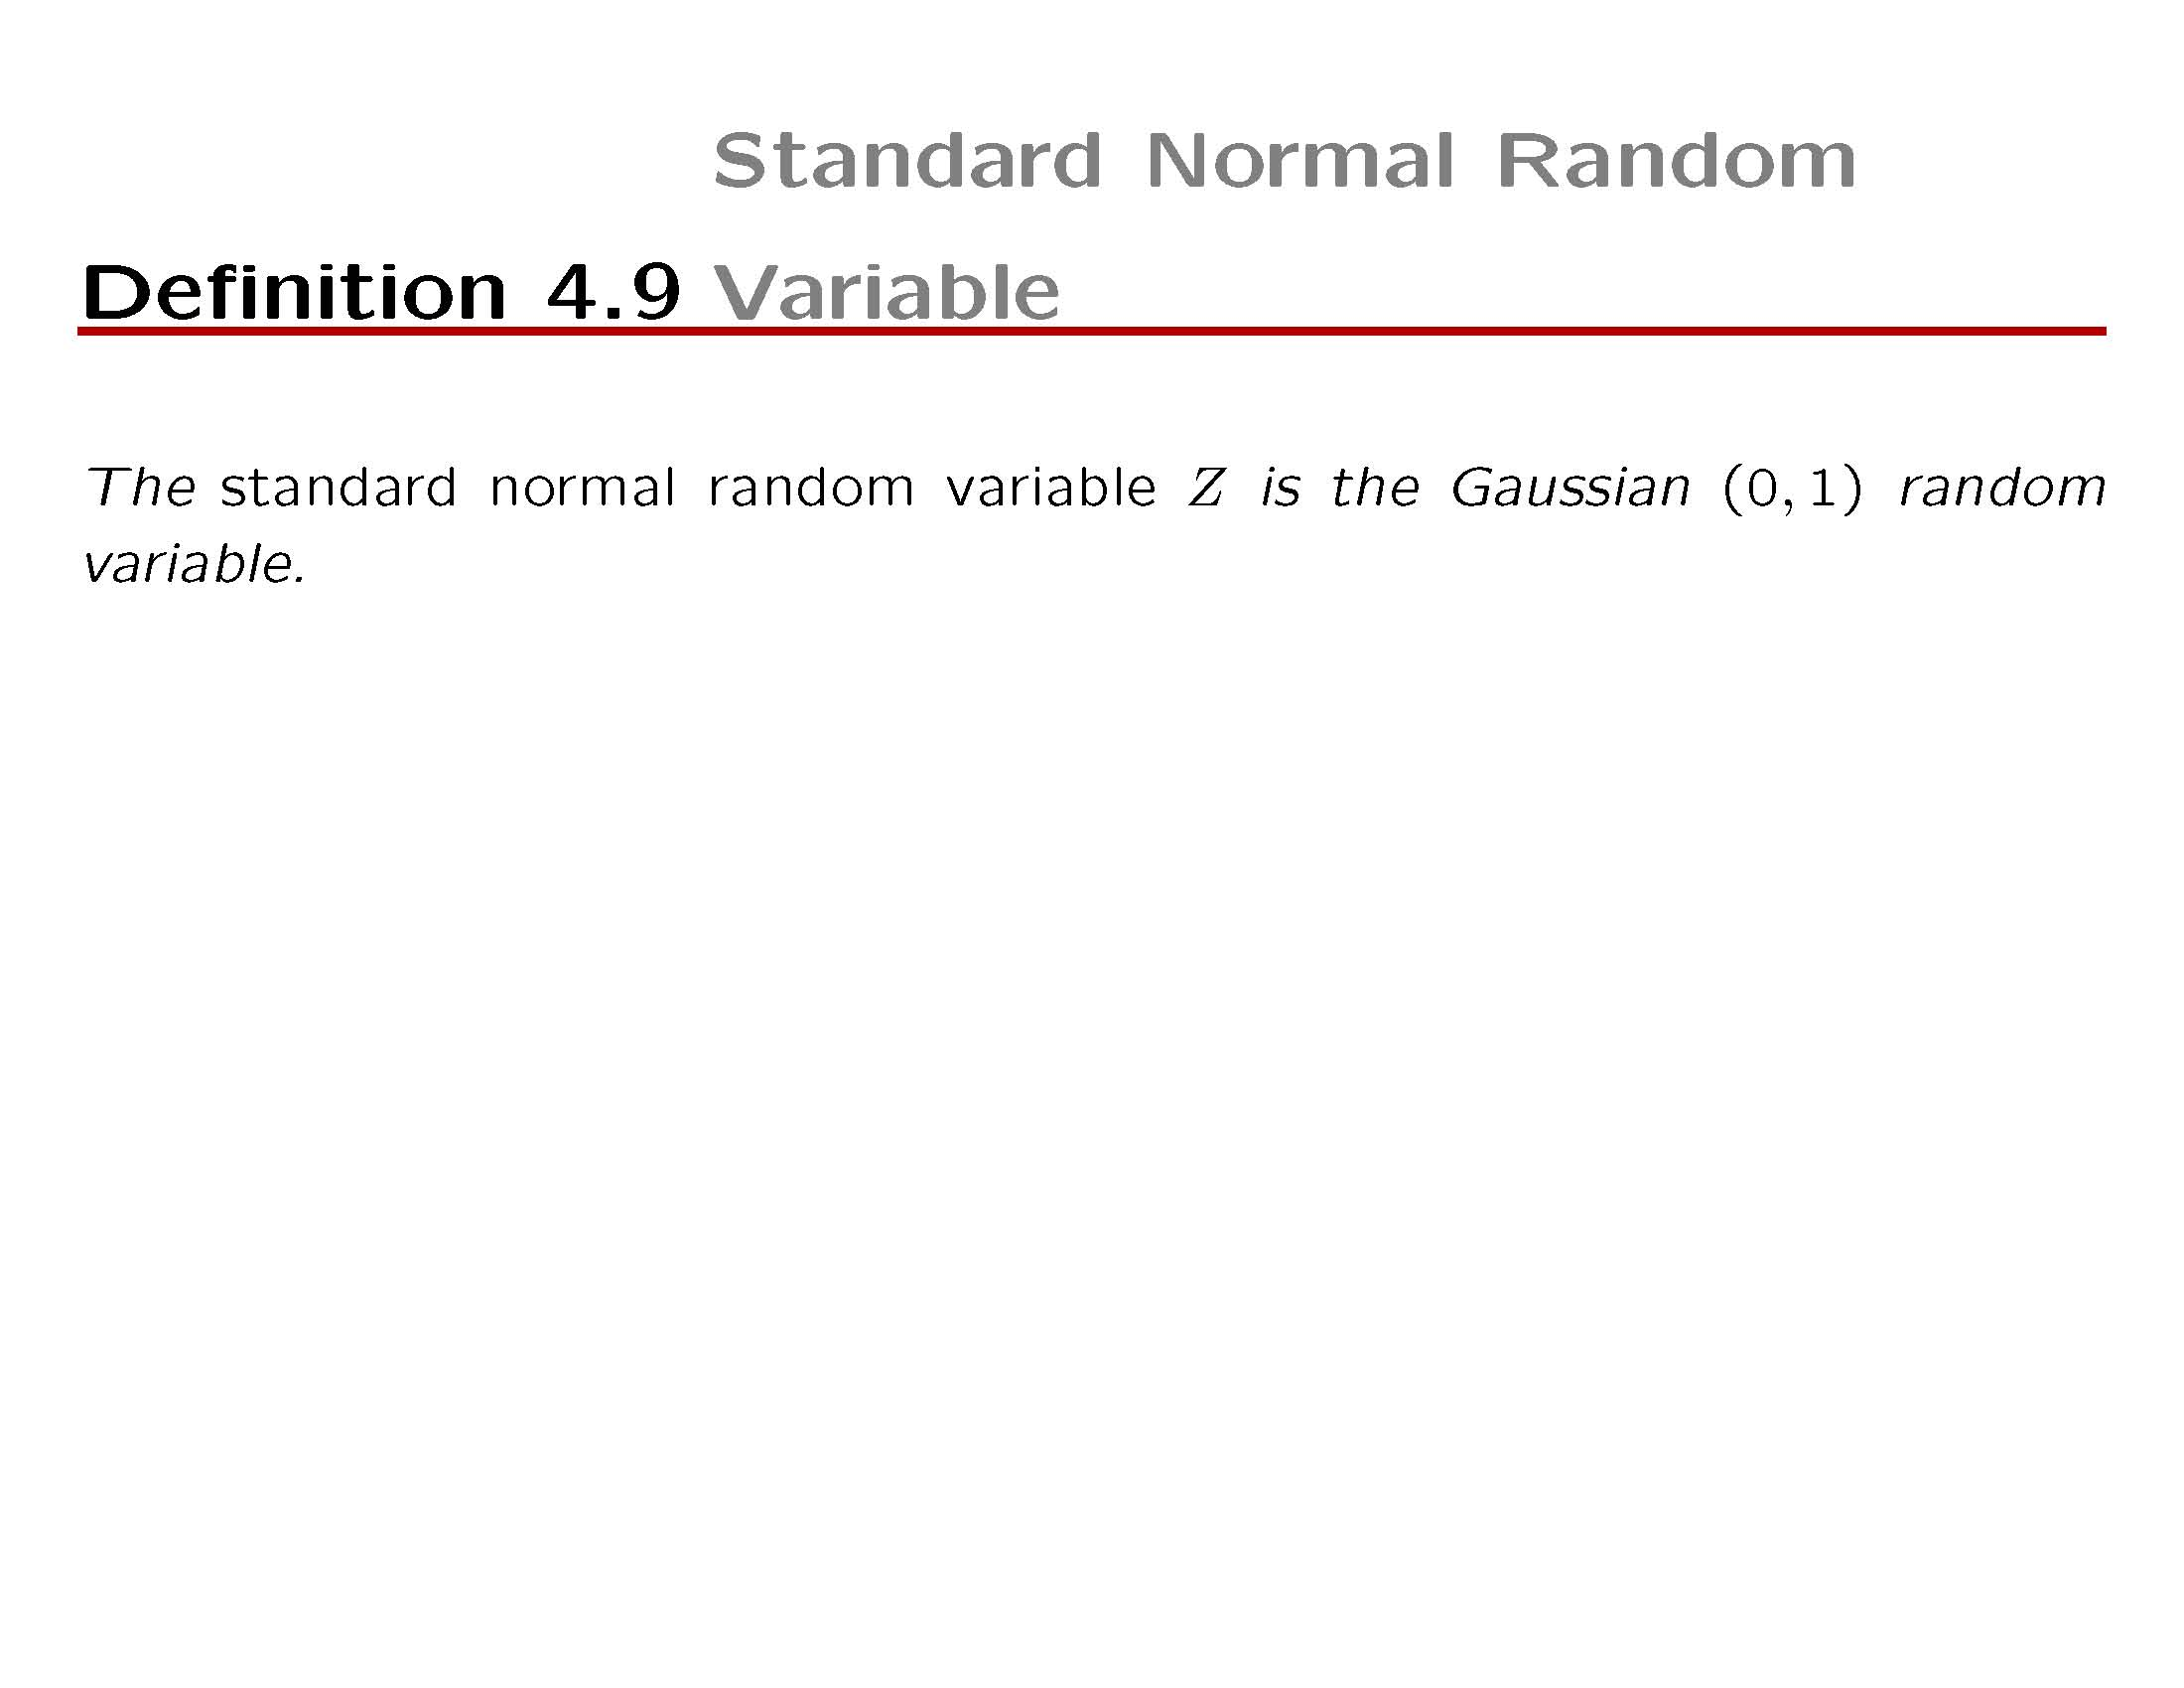 Standard Normal Random
Definition 4.9 Variable
The standard normal random variable Z is the Gaussian (0, 1) random
variable.